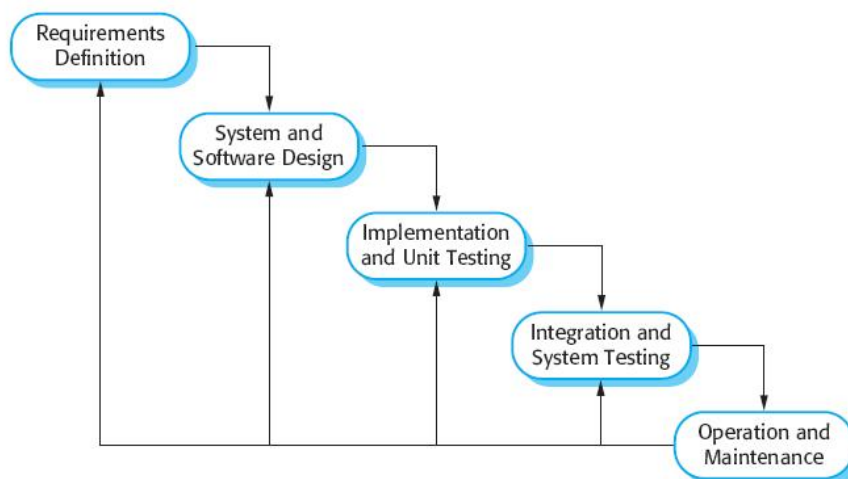 Requirements
Definition
System and
Software Design
Implementation
and Unit Testing
Integration and
System Testing
Operation and
Maintenance